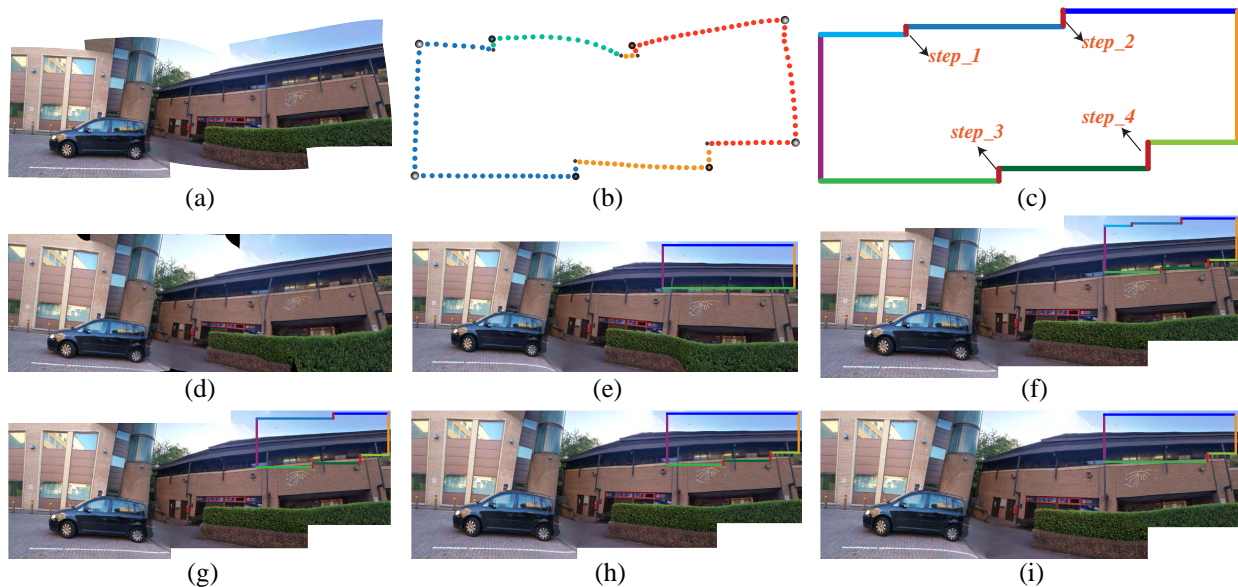 step_1
step_2
step_3
step_4
(a)
(b)
(c)
(d)
(e)
(f)
(g)
(h)
(i)